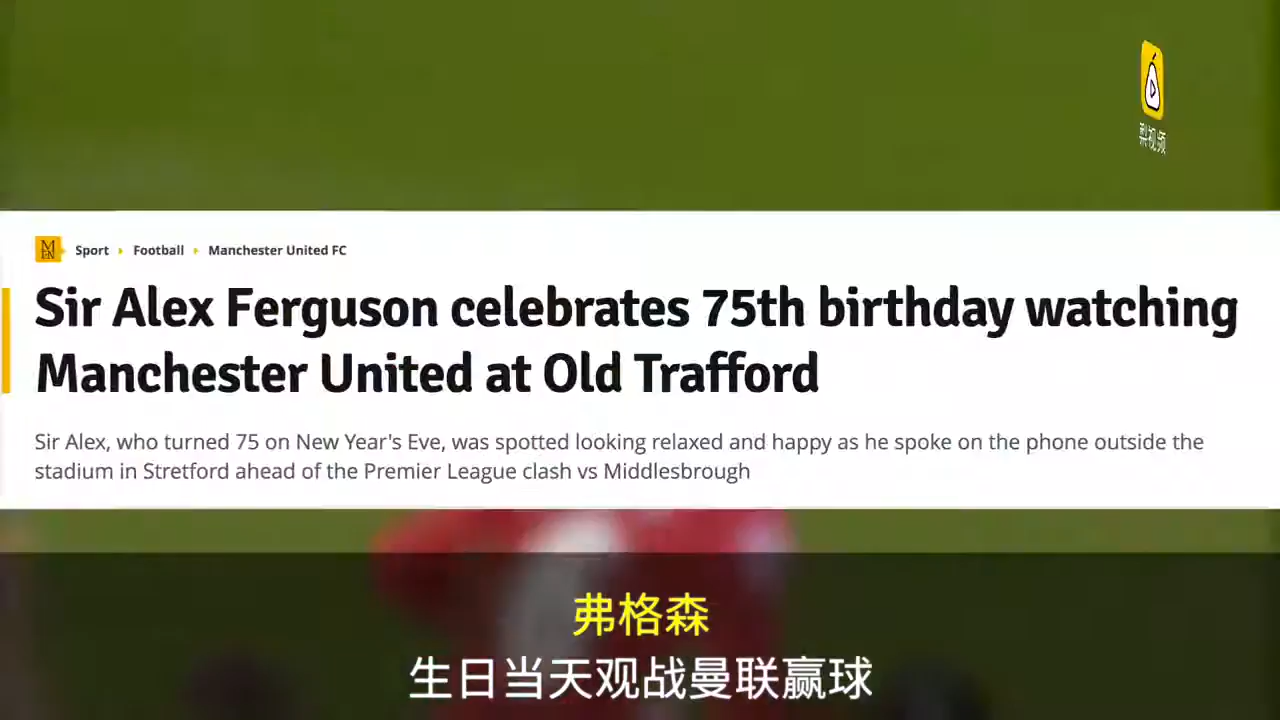 梨视频
MEN
Sport
Football
Manchester United FC
Sir Alex Ferguson celebrates 75th birthday watching
Manchester United at Old Trafford
Sir Alex, who turned 75 on New Year's Eve, was spotted looking relaxed and happy as he spoke on the phone outside the
stadium in Stretford ahead of the Premier League clash vs Middlesbrough
弗格森
生日当天观战曼联赢球